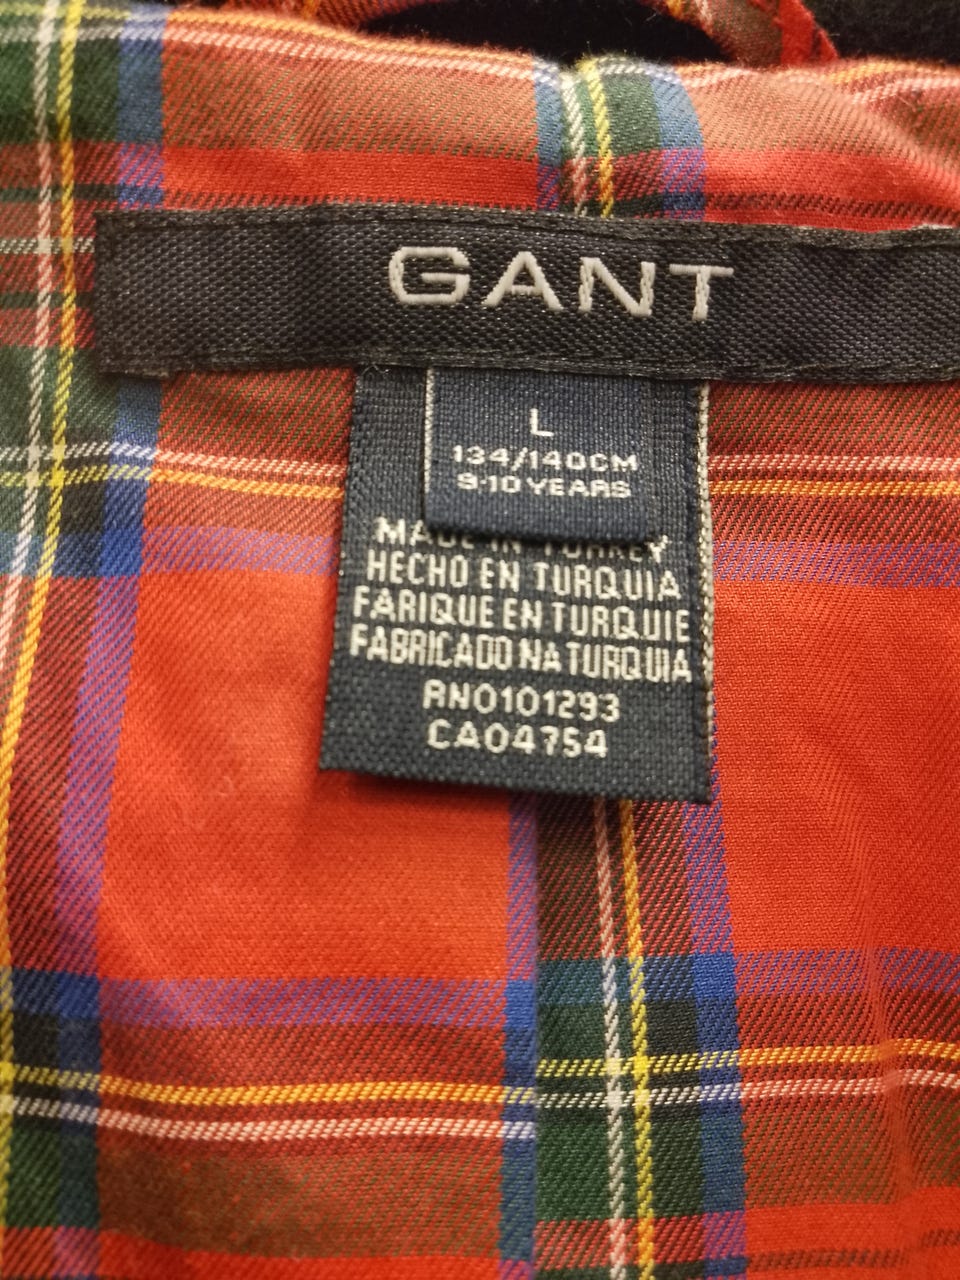 GANT
L
134/140CM
9-10 YEARS
MADE IN TURKEY
HECHO EN TURQUIA
FARIQUE EN TURQUIE
FABRICADO NA TURQUIA
RN0101293
CA04754